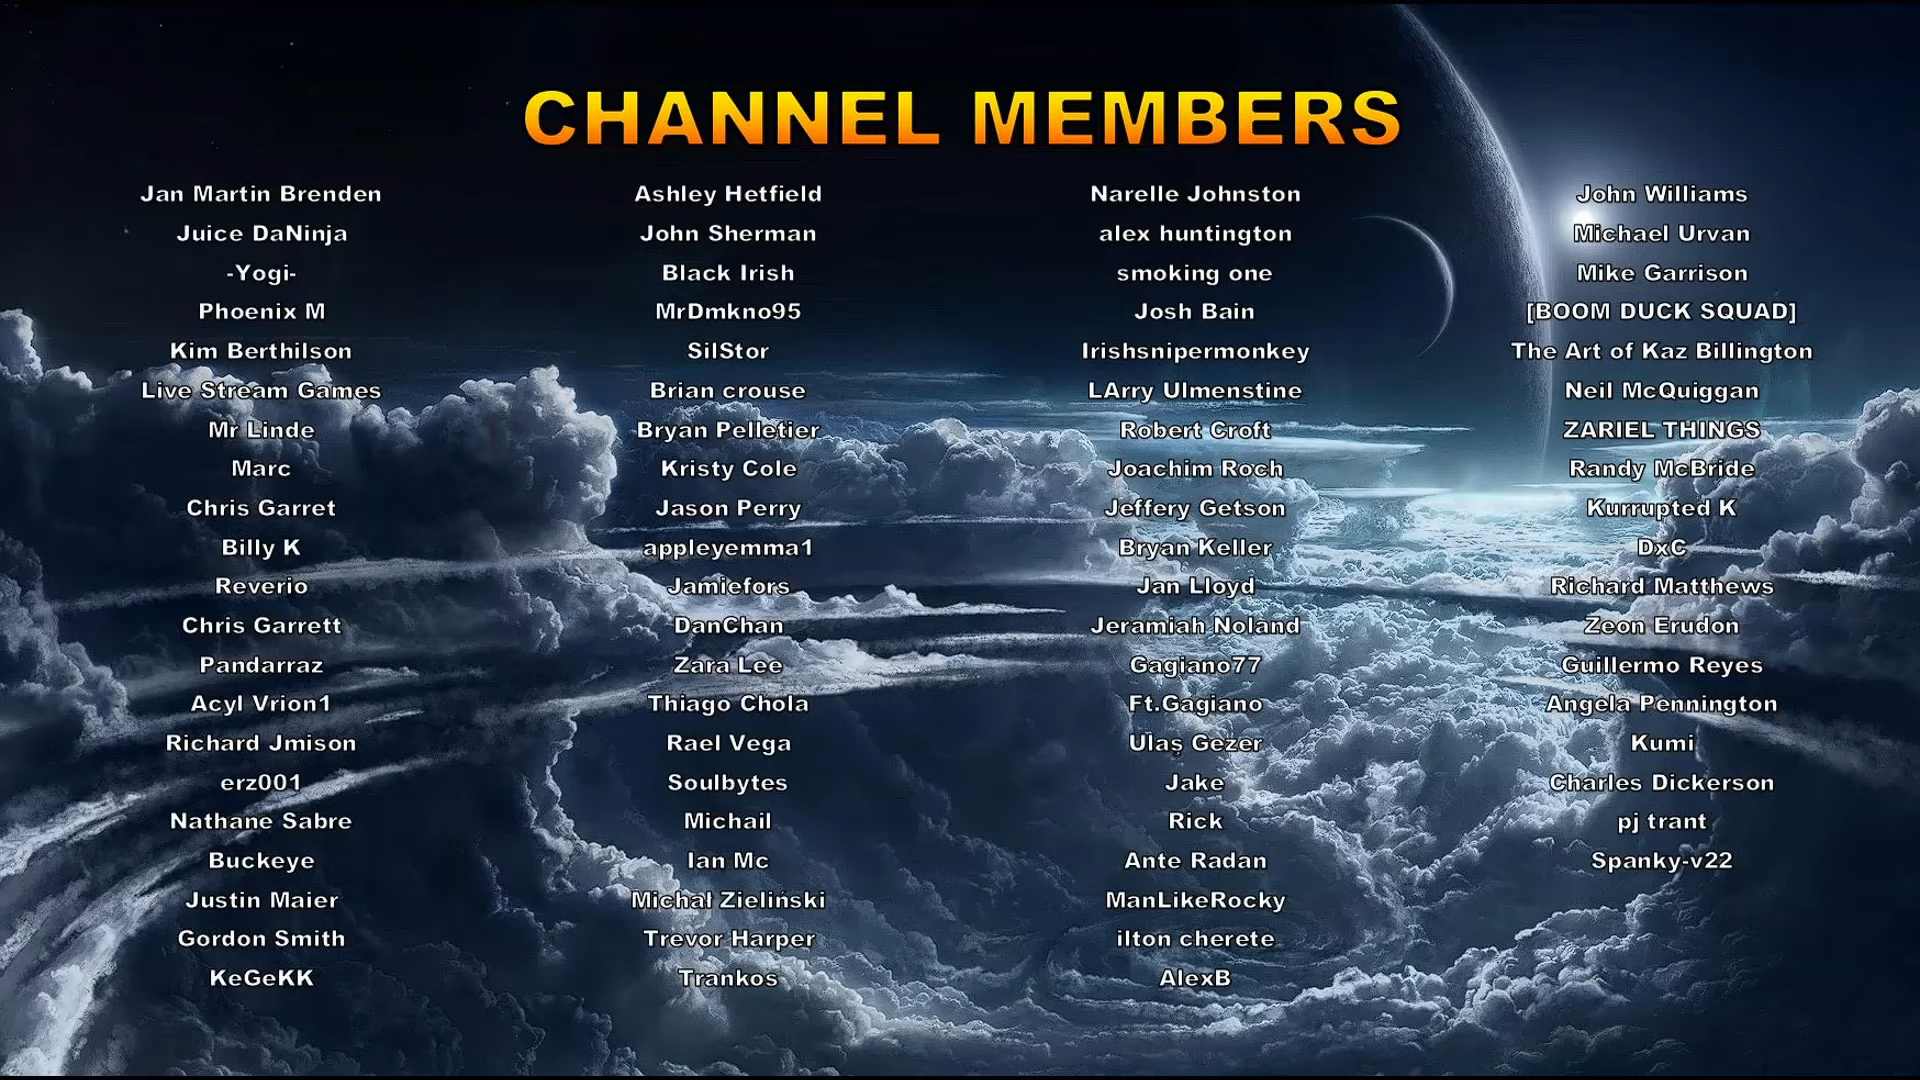 CHANNEL MEMBERS
Jan Martin Brenden
Juice DaNinja
-Yogi-
Phoenix M
Kim Berthilson
Live Stream Games
Mr Linde
Marc
Chris Garret
Billy K
Reverio
Chris Garrett
Pandarraz
Acyl Vrion1
Richard Jmison
erz001
Nathane Sabre
Buckeye
Justin Maier
Gordon Smith
KeGeKK
Ashley Hetfield
John Sherman
Black Irish
MrDmkno95
SilStor
Brian crouse
Bryan Pelletier
Kristy Cole
Jason Perry
appleyemma1
Jamiefors
DanChan
Zara Lee
Thiago Chola
Rael Vega
Soulbytes
Michail
Ian Mc
Michał Zieliński
Trevor Harper
Trankos
Narelle Johnston
alex huntington
smoking one
Josh Bain
Irishsnipermonkey
LArry Ulmenstine
Robert Croft
Joachim Roch
Jeffery Getson
Bryan Keller
Jan Lloyd
Jeramiah Noland
Gagiano77
Ft.Gagiano
Ulaş Gezer
Jake
Rick
Ante Radan
ManLikeRocky
ilton cherete
AlexB
John Williams
Michael Urvan
Mike Garrison
[BOOM DUCK SQUAD]
The Art of Kaz Billington
Neil McQuiggan
ZARIEL THINGS
Randy McBride
Kurrupted K
DxC
Richard Matthews
Zeon Erudon
Guillermo Reyes
Angela Pennington
Kumi
Charles Dickerson
pj trant
Spanky-v22